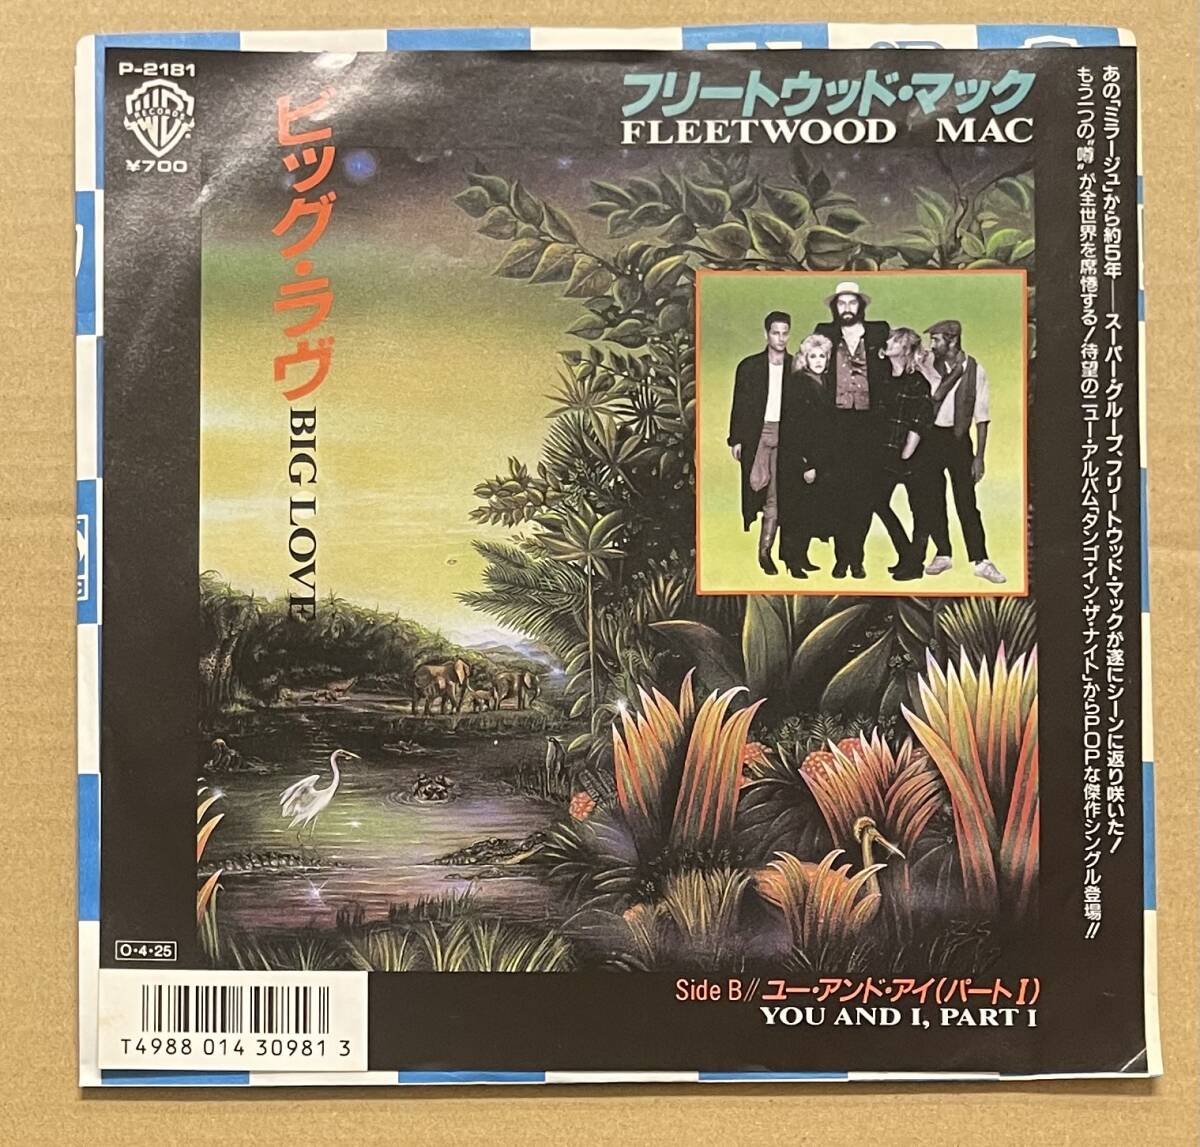 P-2181
WB
RECORDS
¥700
フリートウッド・マック
FLEETWOOD MAC
ビッグ・ラヴ
BIG LOVE
あの「ミラージュ」から約5年──スーパー・グループ、フリートウッド・マックが遂にシーンに返り咲いた!
もう一つの“噂”が全世界を席惓する!待望のニュー・アルバム「タンゴ・イン・ザ・ナイト」からPOPな傑作シングル登場!!
O・4・25
Side B//ユー・アンド・アイ(パートⅠ)
YOU AND I, PART I
T4988 014 30981 3